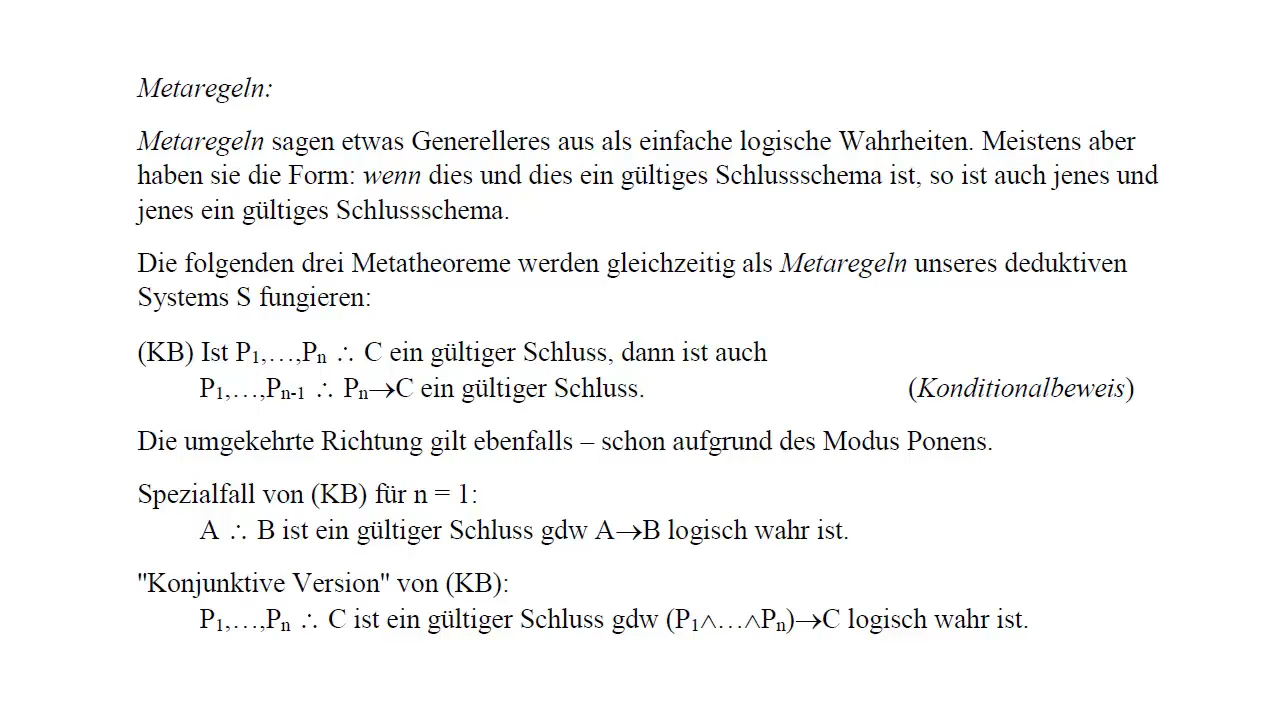 Metaregeln:
Metaregeln sagen etwas Generelleres aus als einfache logische Wahrheiten. Meistens aber
haben sie die Form: wenn dies und dies ein gültiges Schlussschema ist, so ist auch jenes und
jenes ein gültiges Schlussschema.
Die folgenden drei Metatheoreme werden gleichzeitig als Metaregeln unseres deduktiven
Systems S fungieren:
(KB) Ist P₁,…,Pₙ ∴ C ein gültiger Schluss, dann ist auch
P₁,…,Pₙ₋₁ ∴ Pₙ→C ein gültiger Schluss. (Konditionalbeweis)
Die umgekehrte Richtung gilt ebenfalls – schon aufgrund des Modus Ponens.
Spezialfall von (KB) für n = 1:
A ∴ B ist ein gültiger Schluss gdw A→B logisch wahr ist.
"Konjunktive Version" von (KB):
P₁,…,Pₙ ∴ C ist ein gültiger Schluss gdw (P₁∧…∧Pₙ)→C logisch wahr ist.